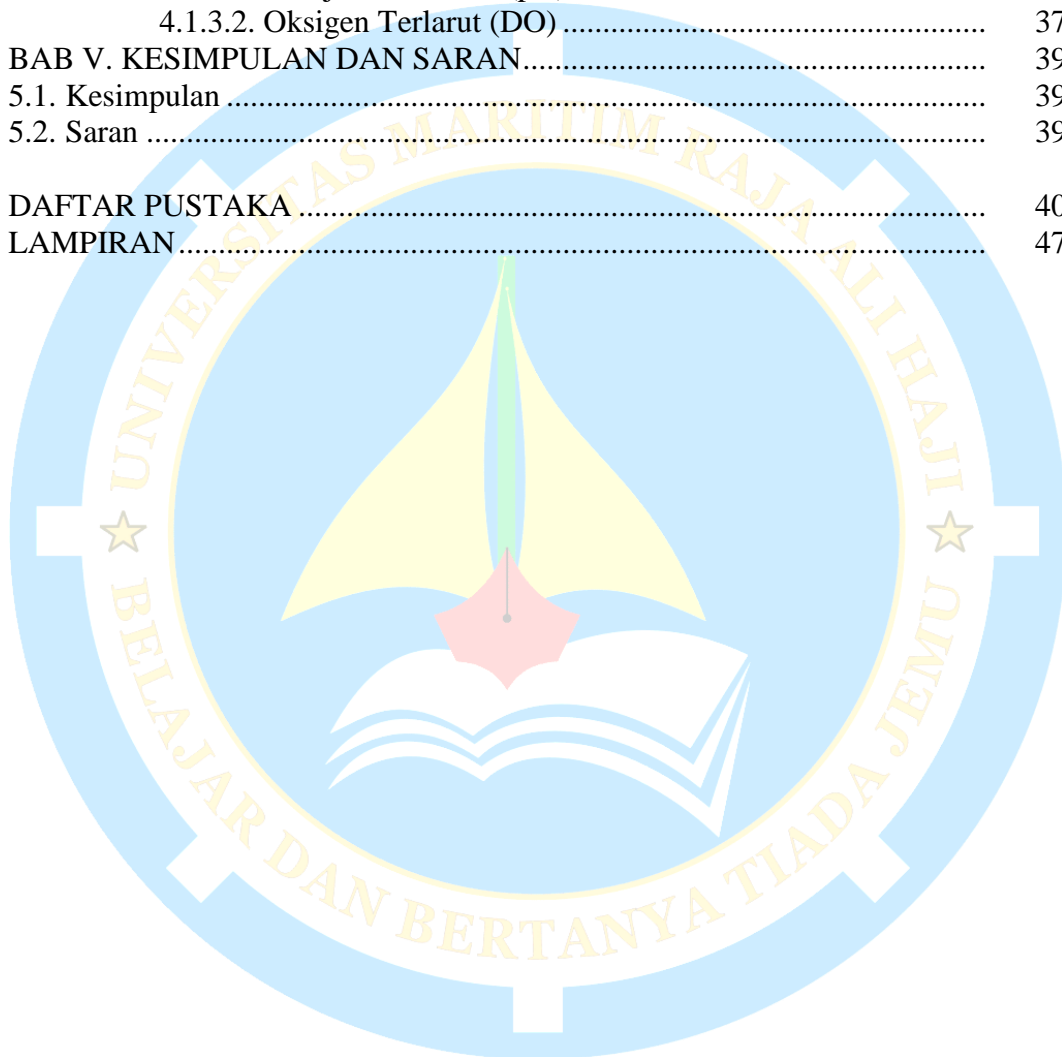 4.1.3.2. Oksigen Terlarut (DO) ........................................................ 37
BAB V. KESIMPULAN DAN SARAN............................................................. 39
5.1. Kesimpulan .................................................................................................... 39
5.2. Saran ............................................................................................................... 39
DAFTAR PUSTAKA ........................................................................................... 40
LAMPIRAN........................................................................................................... 47
UNIVERSITAS MARITIM RAJA ALI HAJI
BELAJAR DAN BERTANYA TIADA JEMU